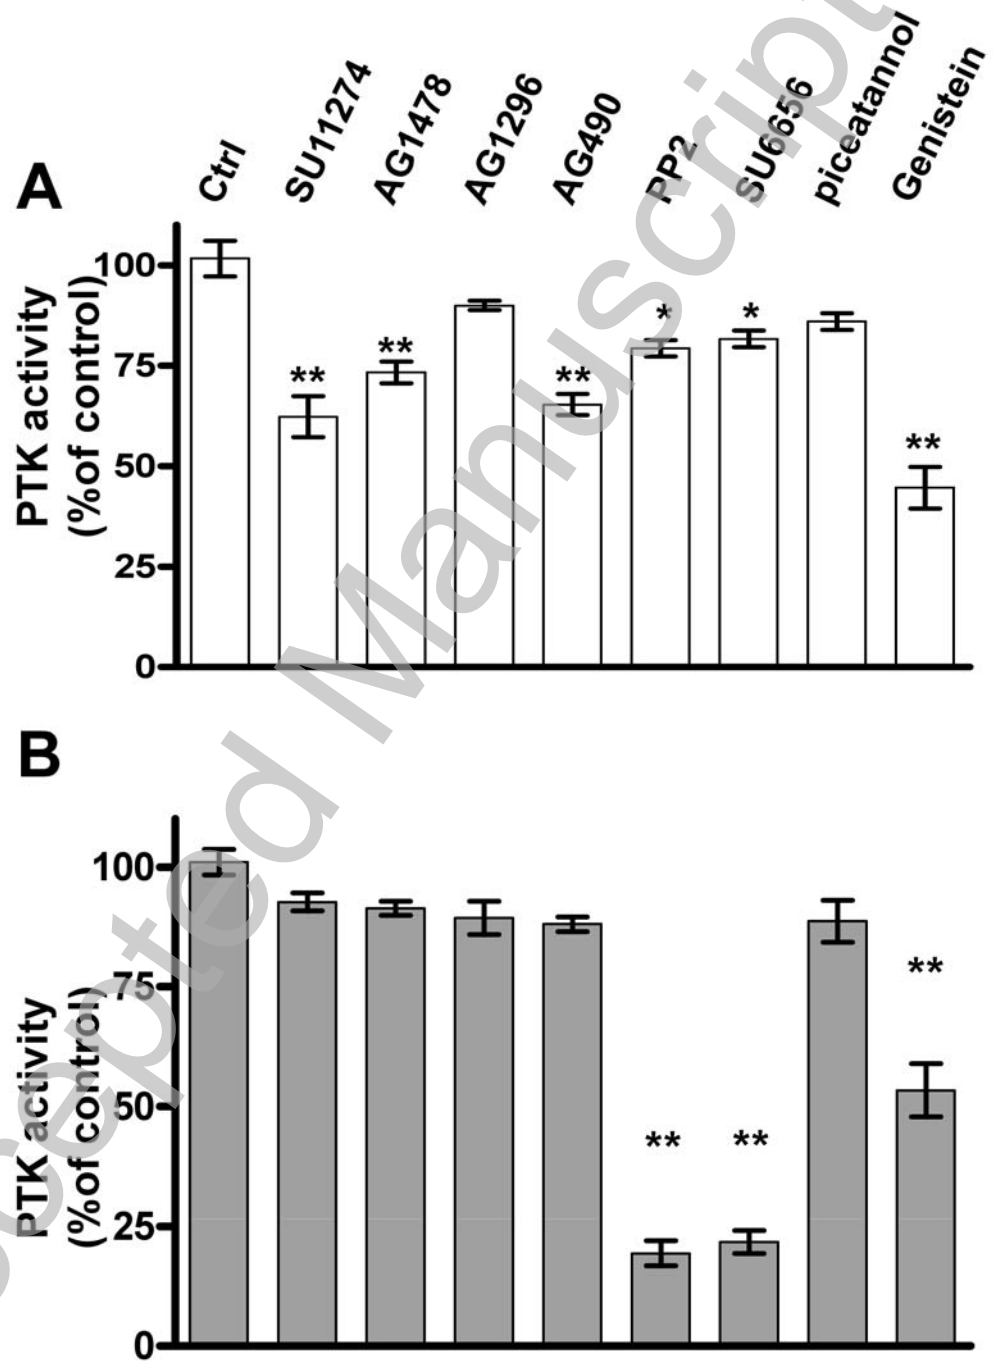 A
Ctrl
SU11274
AG1478
AG1296
AG490
PP2
SU6656
piceatannol
Genistein
PTK activity
(%of control)
100
75
50
25
0
**
**
**
*
*
**
B
PTK activity
(%of control)
100
75
50
25
0
**
**
**
cepted Manuscript